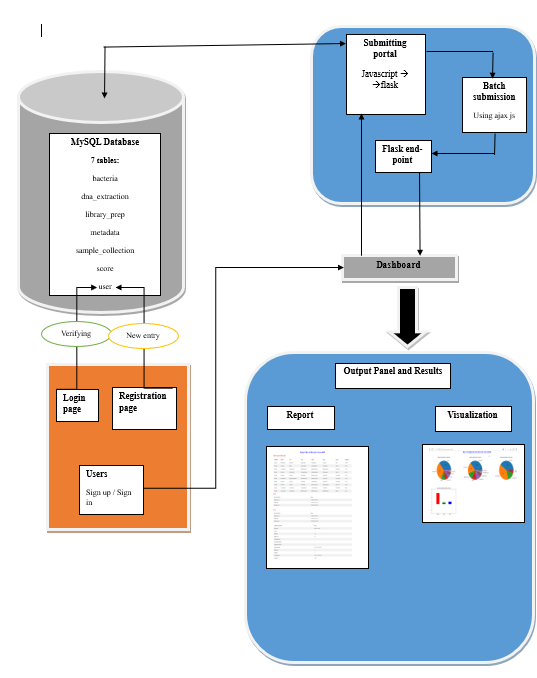 Submitting
portal
Javascript →
→flask
Batch
submission
Using ajax js
Flask end-
point
MySQL Database
7 tables:
bacteria
dna_extraction
library_prep
metadata
sample_collection
score
user
Verifying
New entry
Login
page
Registration
page
Users
Sign up / Sign
in
Dashboard
Output Panel and Results
Report
Visualization